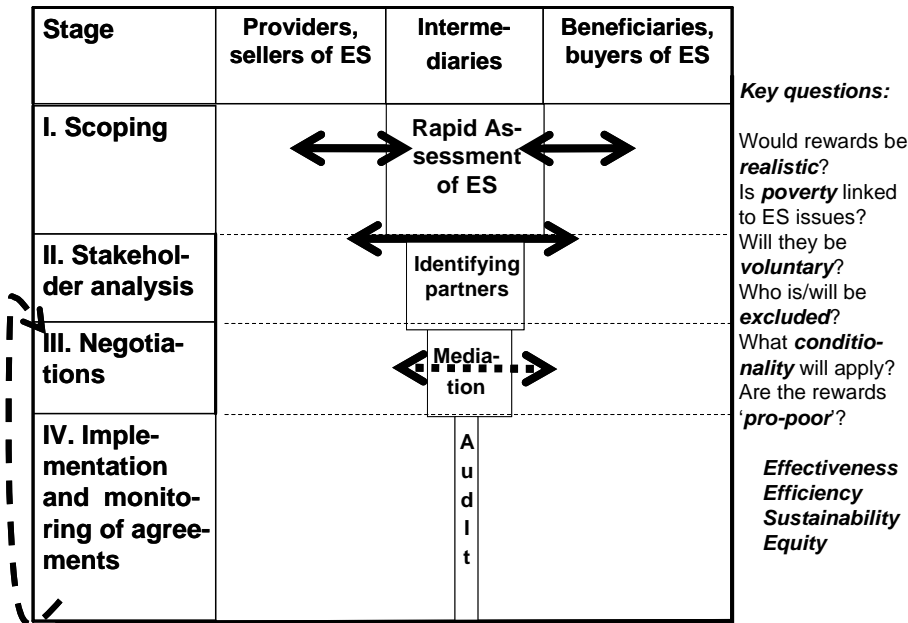 Stage
Providers,
sellers of ES
Interme-
diaries
Beneficiaries,
buyers of ES
I. Scoping
Rapid As-
sessment
of ES
II. Stakehol-
der analysis
Identifying
partners
III. Negotia-
tions
Media-
tion
IV. Imple-
mentation
and monito-
ring of agree-
ments
A
u
d
I
t
Key questions:
Would rewards be
realistic?
Is poverty linked
to ES issues?
Will they be
voluntary?
Who is/will be
excluded?
What conditio-
nality will apply?
Are the rewards
‘pro-poor’?
Effectiveness
Efficiency
Sustainability
Equity